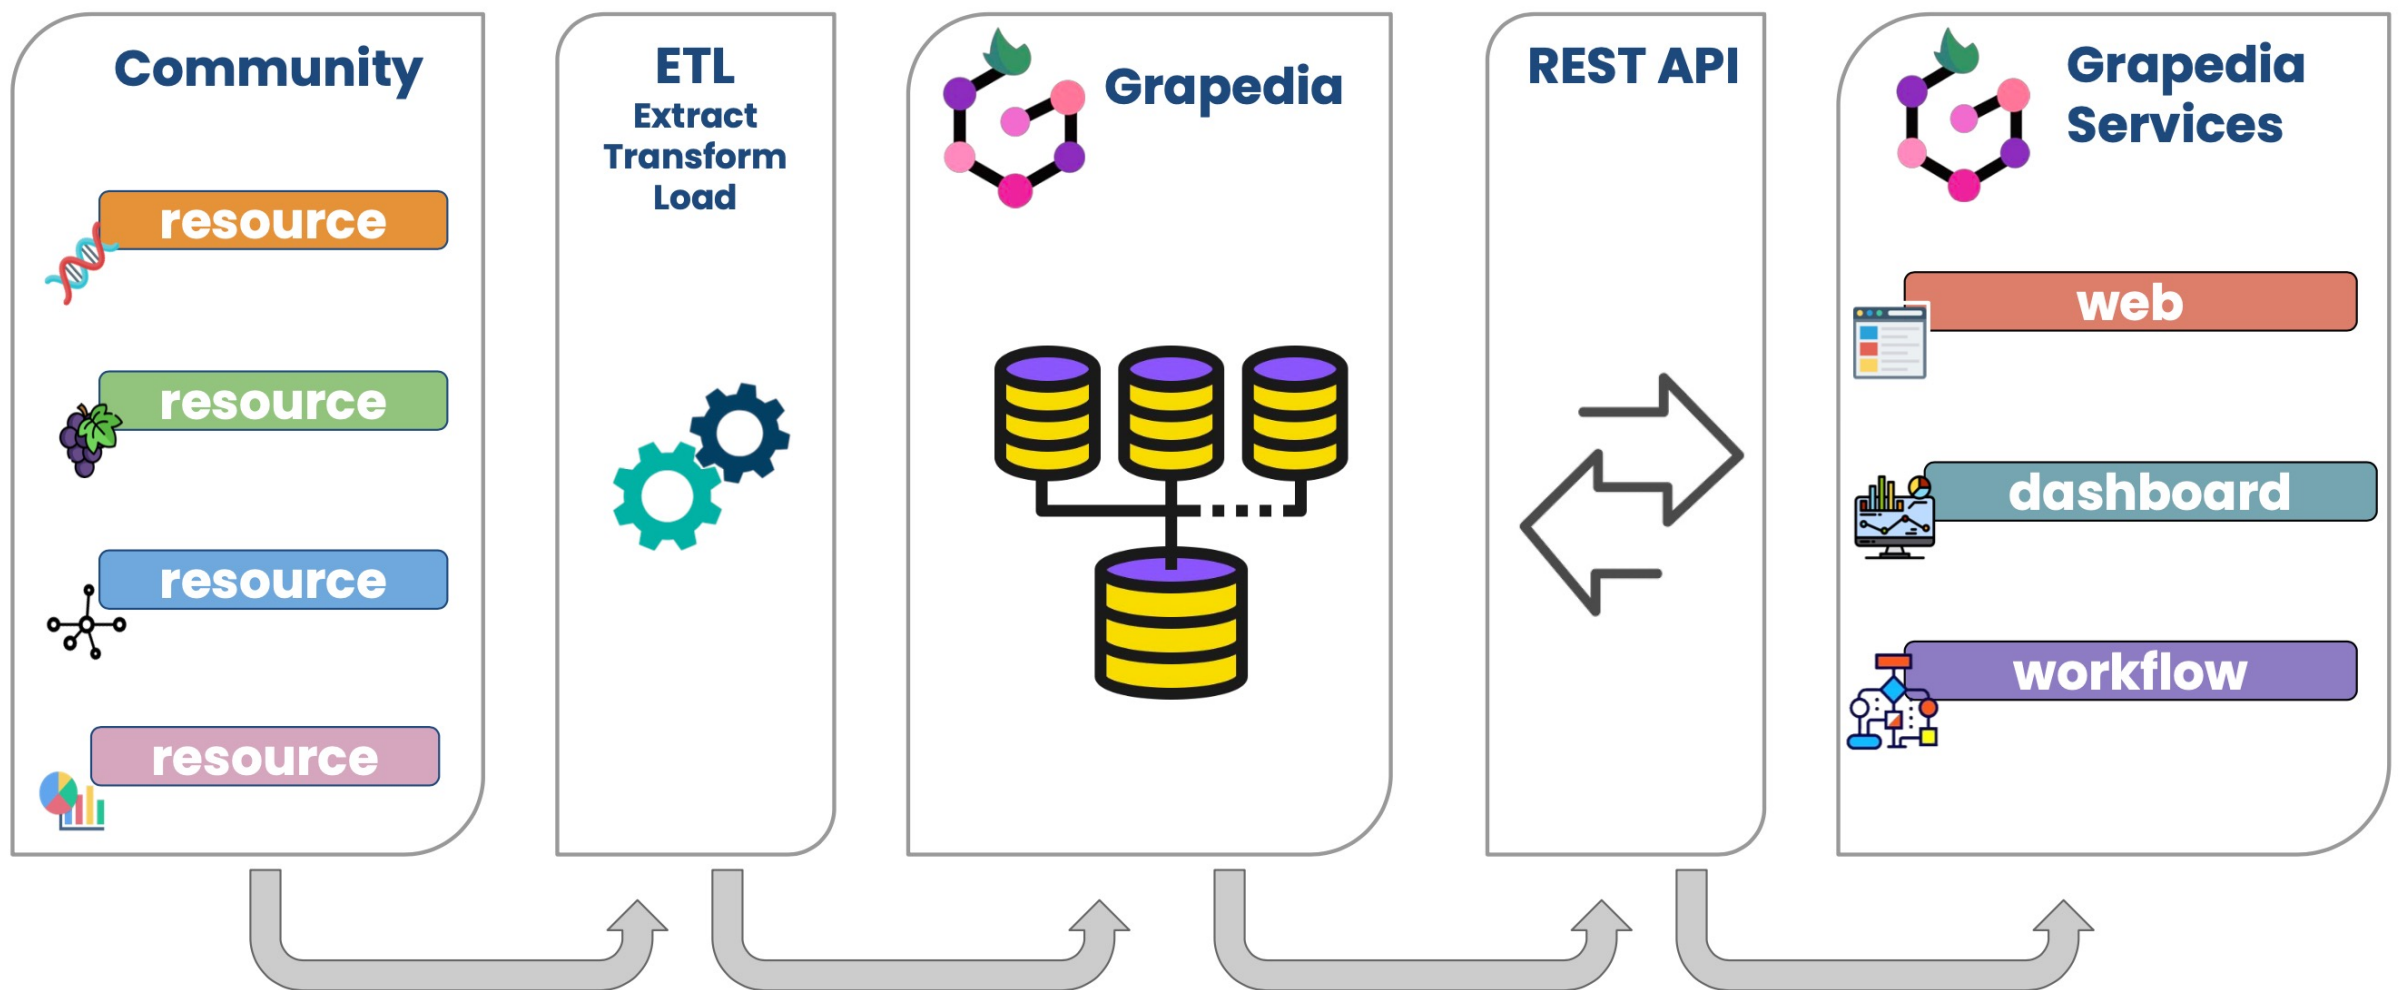 Community
resource
resource
resource
resource
ETL
Extract
Transform
Load
Grapedia
REST API
Grapedia
Services
web
dashboard
workflow